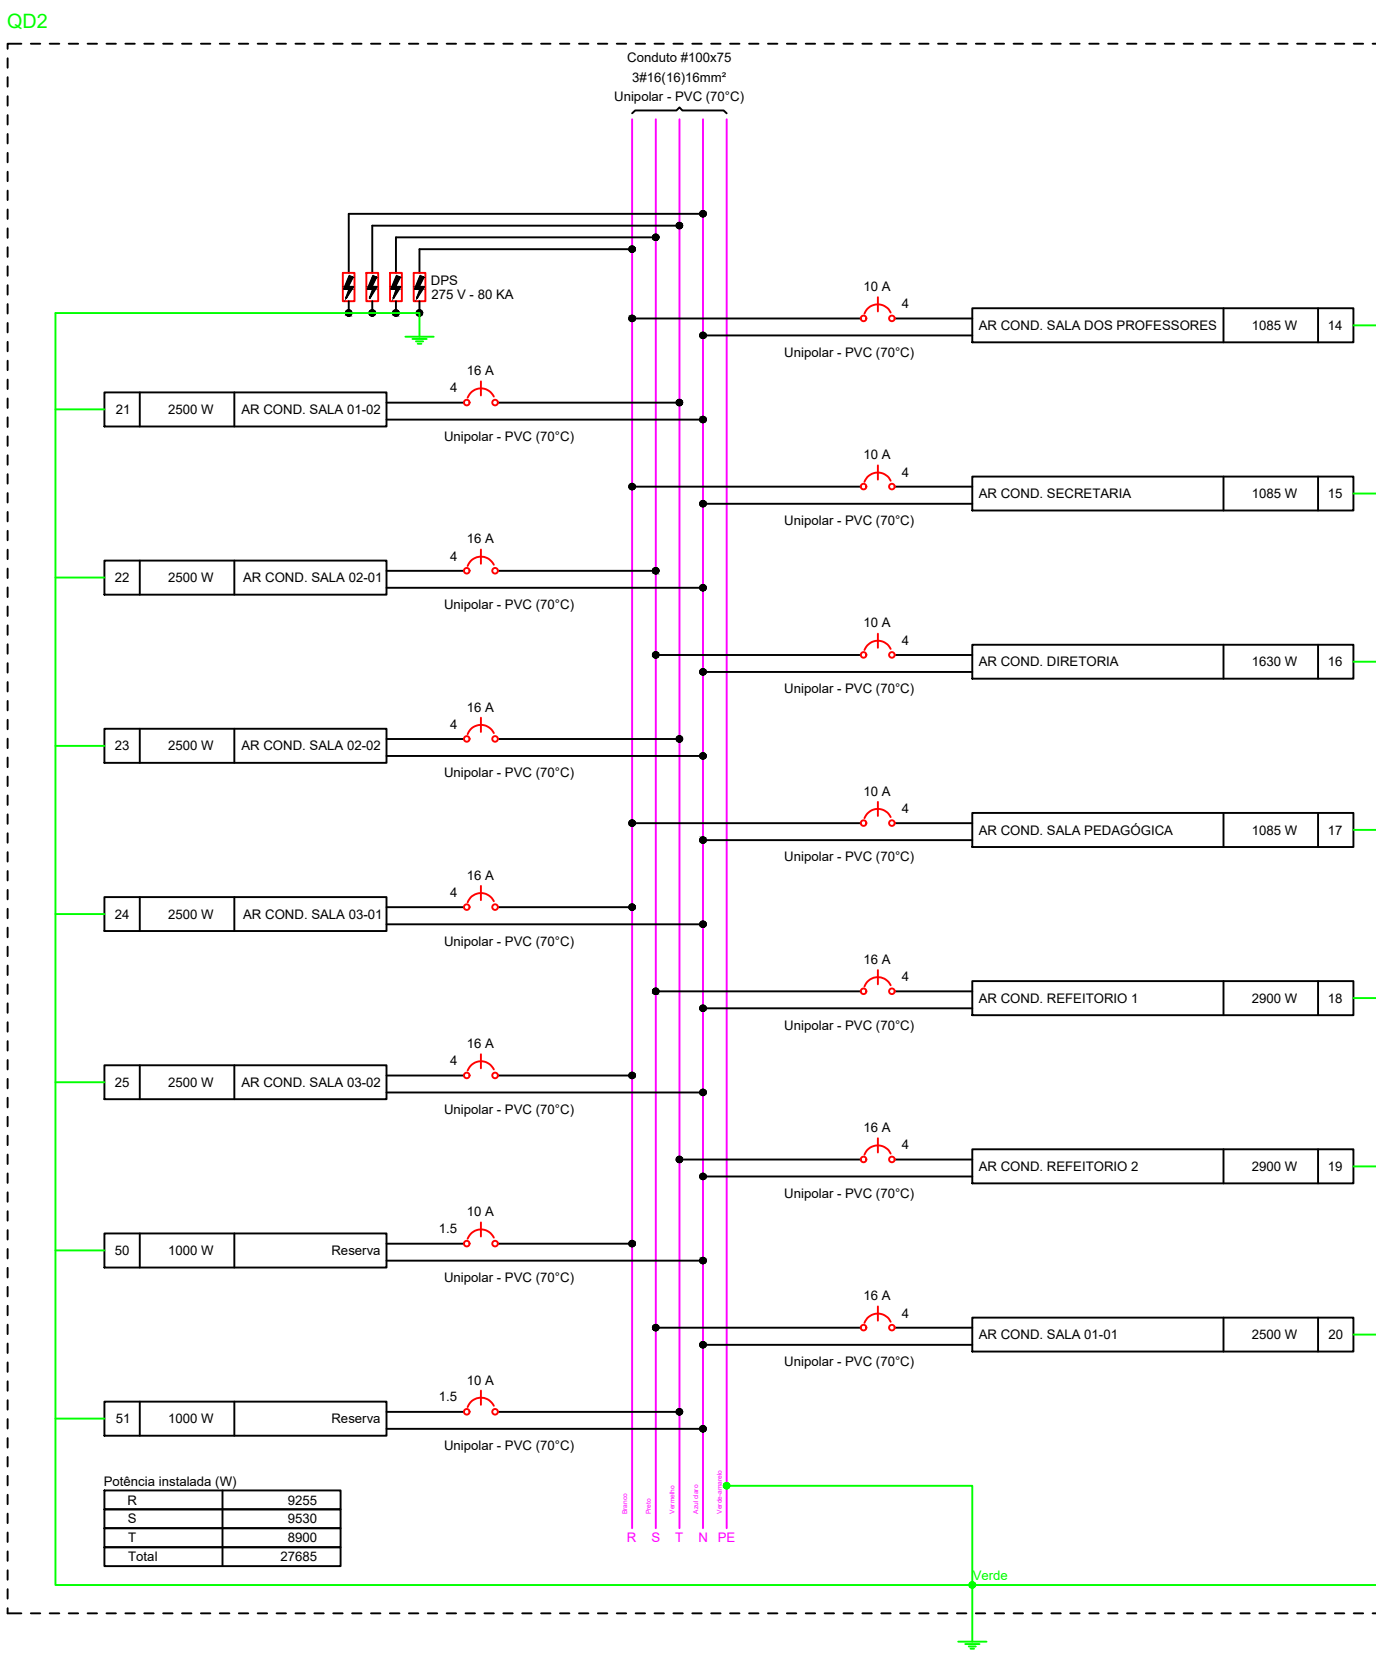 QD2
Conduto #100x75
3#16(16)16mm²
Unipolar - PVC (70°C)
DPS
275 V - 80 KA
10 A
4
AR COND. SALA DOS PROFESSORES 1085 W 14
Unipolar - PVC (70°C)
16 A
4
21 2500 W AR COND. SALA 01-02
Unipolar - PVC (70°C)
10 A
4
AR COND. SECRETARIA 1085 W 15
Unipolar - PVC (70°C)
16 A
4
22 2500 W AR COND. SALA 02-01
Unipolar - PVC (70°C)
10 A
4
AR COND. DIRETORIA 1630 W 16
Unipolar - PVC (70°C)
16 A
4
23 2500 W AR COND. SALA 02-02
Unipolar - PVC (70°C)
10 A
4
AR COND. SALA PEDAGÓGICA 1085 W 17
Unipolar - PVC (70°C)
16 A
4
24 2500 W AR COND. SALA 03-01
Unipolar - PVC (70°C)
16 A
4
AR COND. REFEITORIO 1 2900 W 18
Unipolar - PVC (70°C)
16 A
4
25 2500 W AR COND. SALA 03-02
Unipolar - PVC (70°C)
16 A
4
AR COND. REFEITORIO 2 2900 W 19
Unipolar - PVC (70°C)
10 A
1.5
50 1000 W Reserva
Unipolar - PVC (70°C)
16 A
4
AR COND. SALA 01-01 2500 W 20
Unipolar - PVC (70°C)
10 A
1.5
51 1000 W Reserva
Unipolar - PVC (70°C)
Potência instalada (W)
R 9255
S 9530
T 8900
Total 27685
Branco
Preto
Vermelho
Azul claro
Verde-amarelo
R S T N PE
Verde